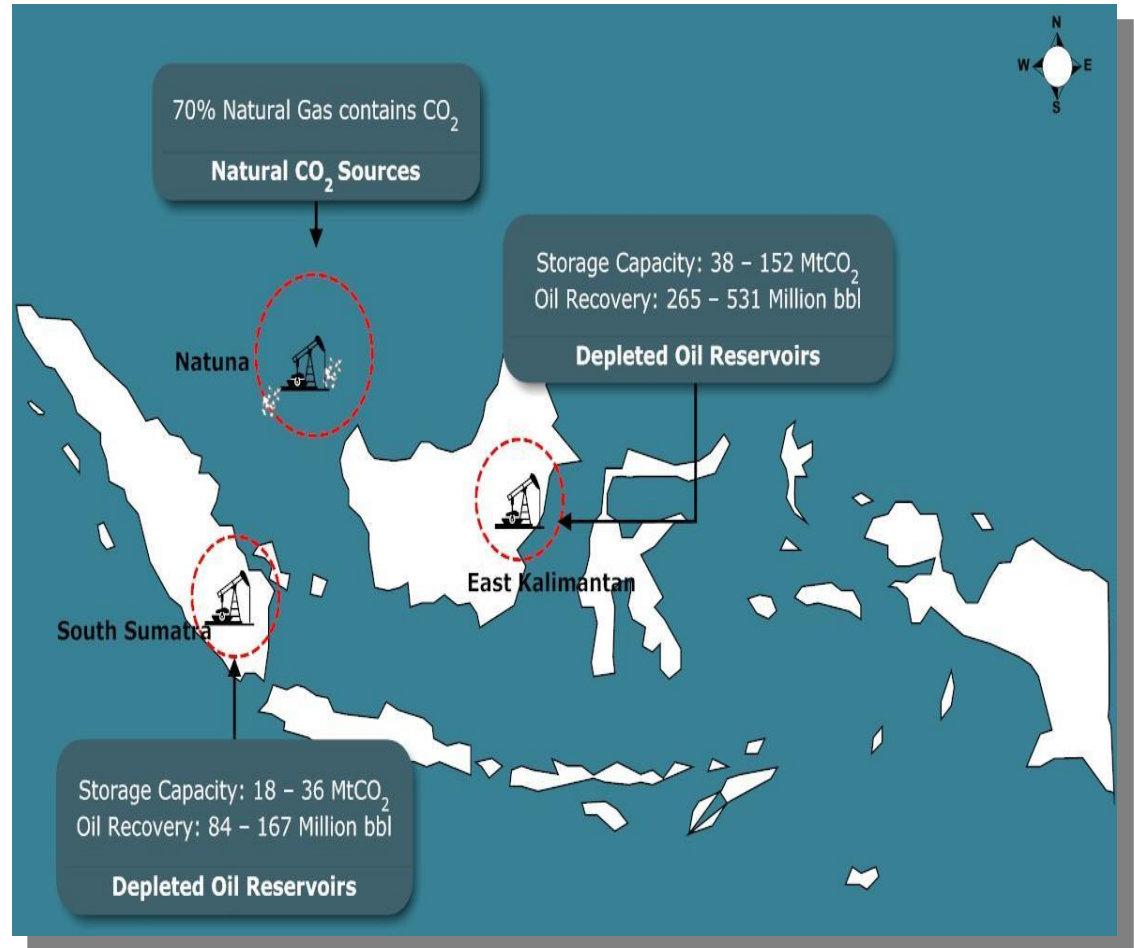 N
W E
S
70% Natural Gas contains CO₂
Natural CO₂ Sources
Storage Capacity: 38 – 152 MtCO₂
Oil Recovery: 265 – 531 Million bbl
Depleted Oil Reservoirs
Natuna
East Kalimantan
South Sumatra
Storage Capacity: 18 – 36 MtCO₂
Oil Recovery: 84 – 167 Million bbl
Depleted Oil Reservoirs